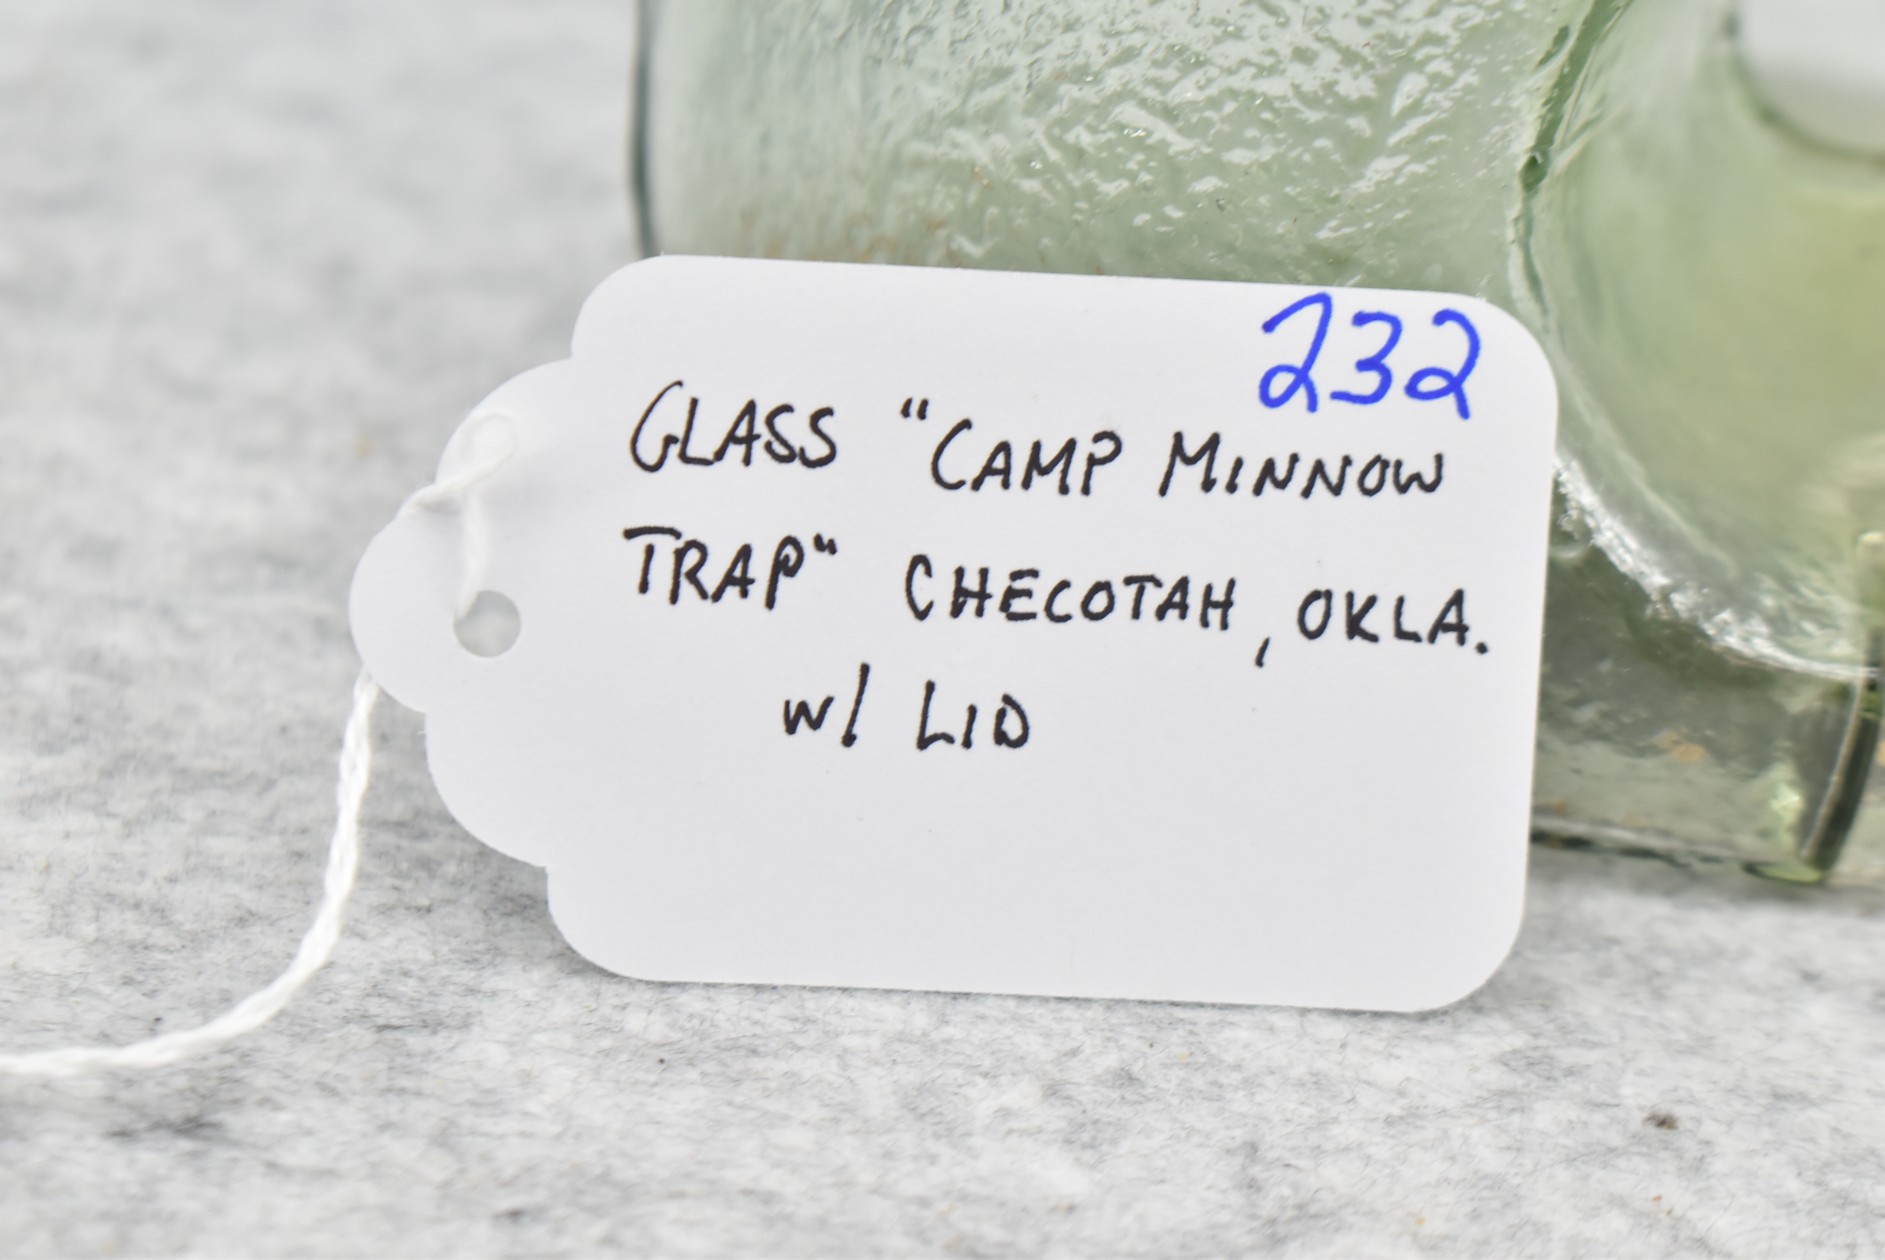 232
GLASS "CAMP MINNOW
TRAP" CHECOTAH, OKLA.
W/ LID